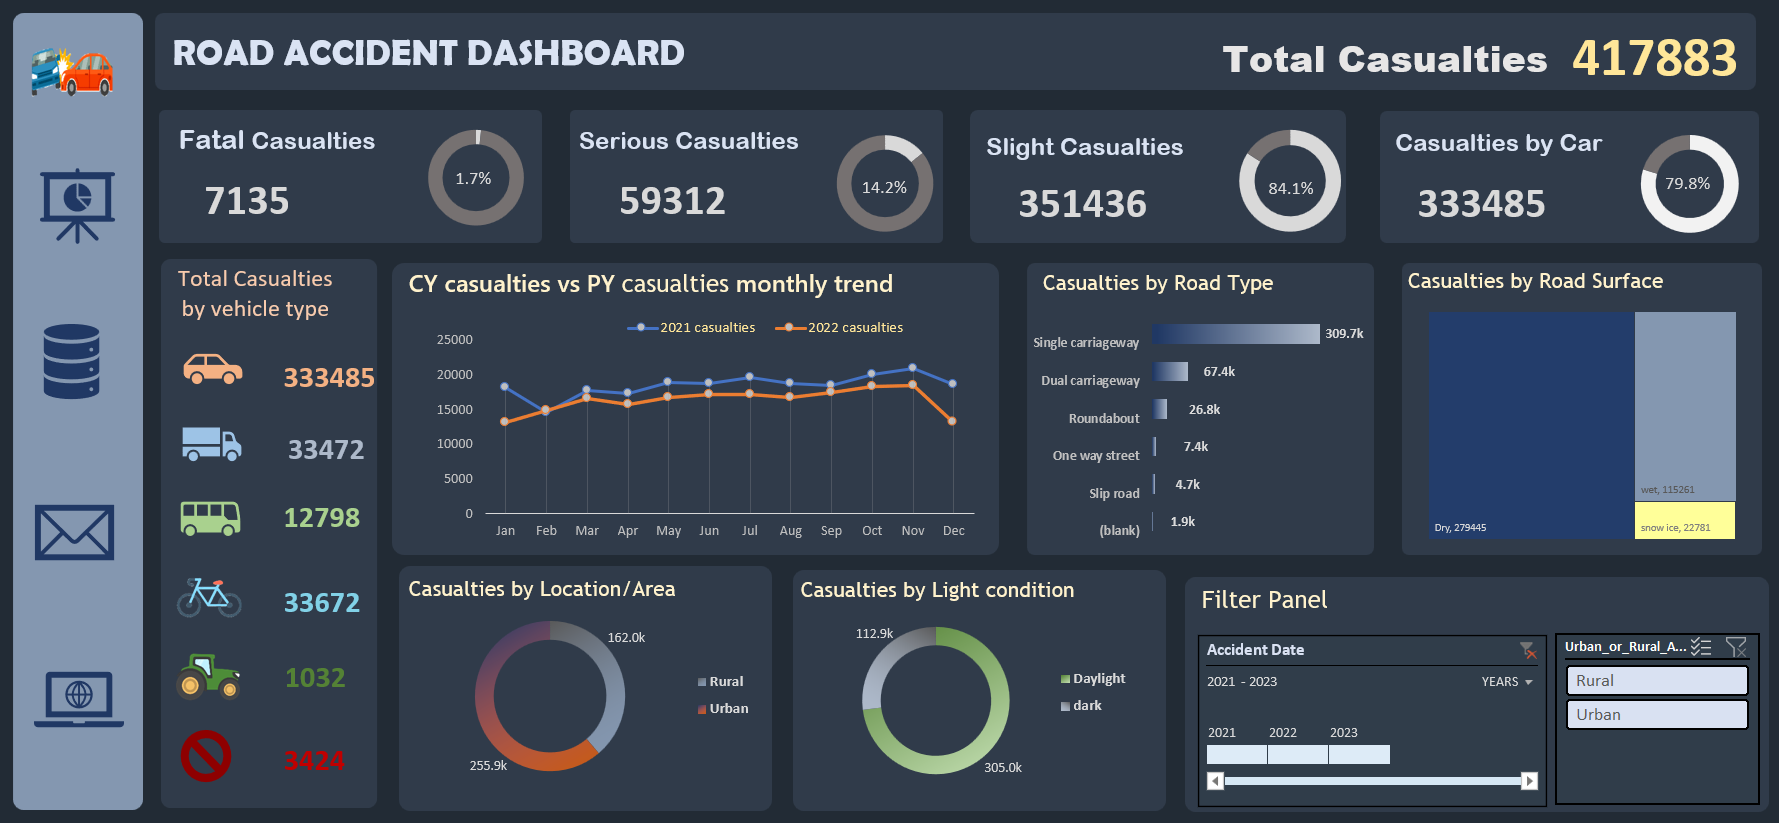 ROAD ACCIDENT DASHBOARD
Total Casualties 417883
Fatal Casualties
7135
1.7%
Serious Casualties
59312
14.2%
Slight Casualties
351436
84.1%
Casualties by Car
333485
79.8%
Total Casualties
by vehicle type
333485
33472
12798
33672
1032
3424
CY casualties vs PY casualties monthly trend
2021 casualties
2022 casualties
25000
20000
15000
10000
5000
0
Jan Feb Mar Apr May Jun Jul Aug Sep Oct Nov Dec
Casualties by Road Type
Single carriageway 309.7k
Dual carriageway 67.4k
Roundabout 26.8k
One way street 7.4k
Slip road 4.7k
(blank) 1.9k
Casualties by Road Surface
wet, 115261
Dry, 279445
snow ice, 22781
Casualties by Location/Area
162.0k
Rural
Urban
255.9k
Casualties by Light condition
112.9k
Daylight
dark
305.0k
Filter Panel
Accident Date
2021 - 2023
YEARS
2021 2022 2023
Urban_or_Rural_A...
Rural
Urban